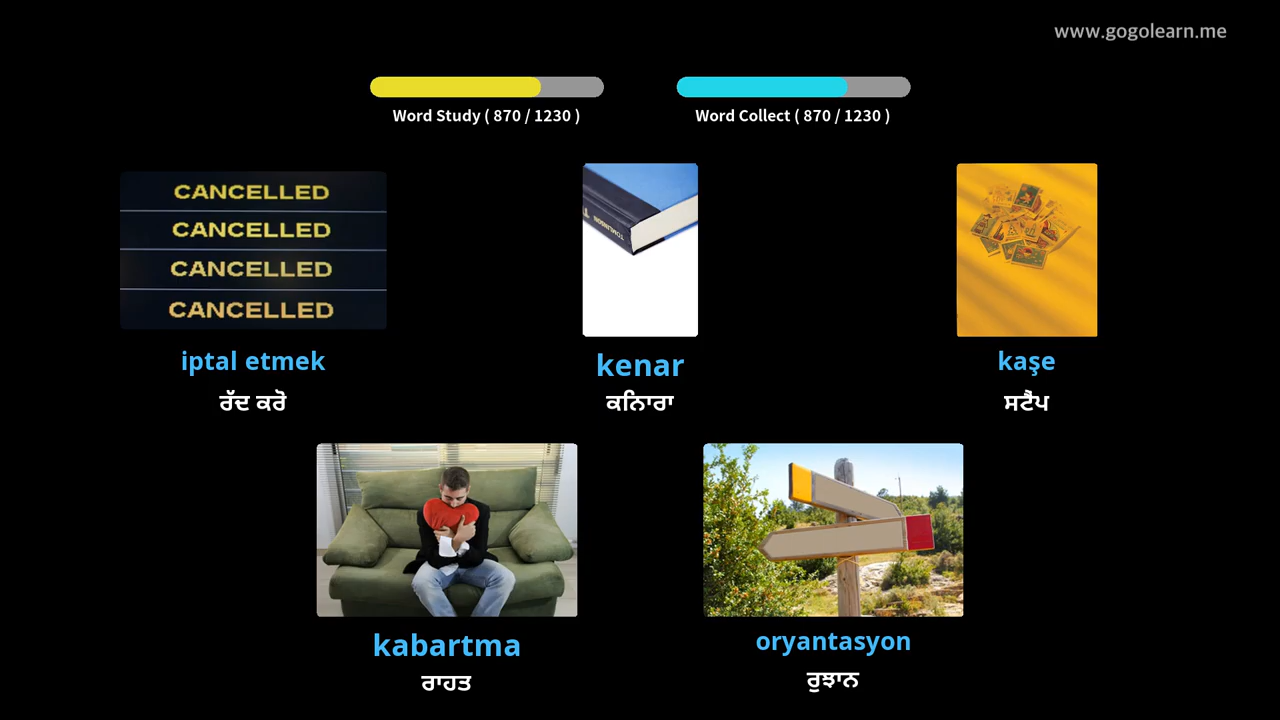 www.gogolearn.me
Word Study ( 870 / 1230 )
Word Collect ( 870 / 1230 )
CANCELLED
CANCELLED
CANCELLED
CANCELLED
TOMLINSON
iptal etmek
kenar
kaşe
ਰੱਦ ਕਰੋ
ਕਿਨਾਰਾ
ਸਟੈਂਪ
kabartma
oryantasyon
ਰਾਹਤ
ਰੁਝਾਨ